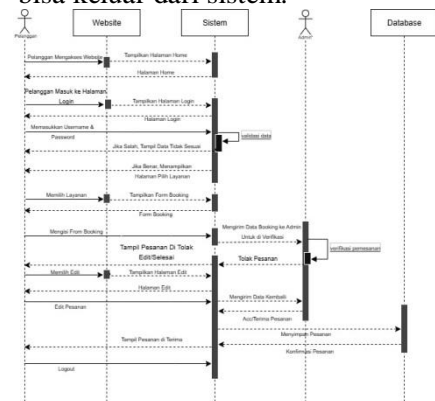 bisa keluar dari sistem.
Website
Sistem
Database
Pelanggan
Admin
Pelanggan Mengakses Website
Tampilkan Halaman Home
Halaman Home
Pelanggan Masuk ke Halaman
Login
Tampilkan Halaman Login
Halaman Login
Memasukkan Username &
Password
validasi data
Jika Salah, Tampil Data Tidak Sesuai
Jika Benar, Menampilkan
Halaman Pilih Layanan
Memilih Layanan
Tampilkan Form Booking
Form Booking
Mengisi From Booking
Mengirim Data Booking ke Admin
Untuk di Verifikasi
verifikasi pemesanan
Tampil Pesanan Di Tolak
Edit/Selesai
Tolak Pesanan
Memilih Edit
Tampilkan Halaman Edit
Halaman Edit
Edit Pesanan
Mengirim Data Kembali
Acc/Terima Pesanan
Menyimpan Pesanan
Tampil Pesanan di Terima
Konfirmasi Pesanan
Logout